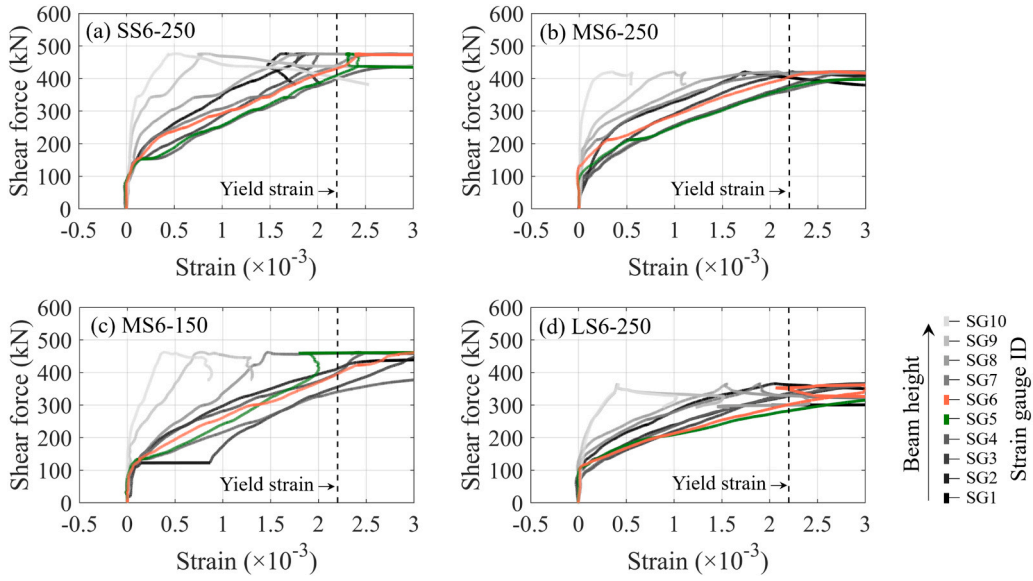 (a) SS6-250
Shear force (kN)
600
500
400
300
200
100
0
Yield strain→
-0.5 0 0.5 1 1.5 2 2.5 3
Strain (×10⁻³)
(b) MS6-250
Shear force (kN)
600
500
400
300
200
100
0
Yield strain→
-0.5 0 0.5 1 1.5 2 2.5 3
Strain (×10⁻³)
(c) MS6-150
Shear force (kN)
600
500
400
300
200
100
0
Yield strain→
-0.5 0 0.5 1 1.5 2 2.5 3
Strain (×10⁻³)
(d) LS6-250
Shear force (kN)
600
500
400
300
200
100
0
Yield strain→
-0.5 0 0.5 1 1.5 2 2.5 3
Strain (×10⁻³)
Beam height
SG10
SG9
SG8
SG7
SG6
SG5
SG4
SG3
SG2
SG1
Strain gauge ID